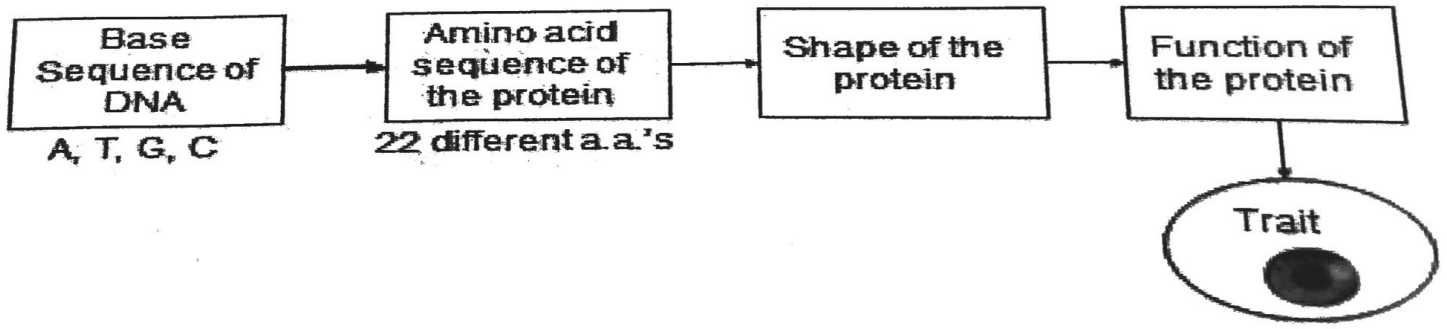 Base
Sequence of
DNA
A, T, G, C
Amino acid
sequence of
the protein
22 different a.a.'s
Shape of the
protein
Function of
the protein
Trait